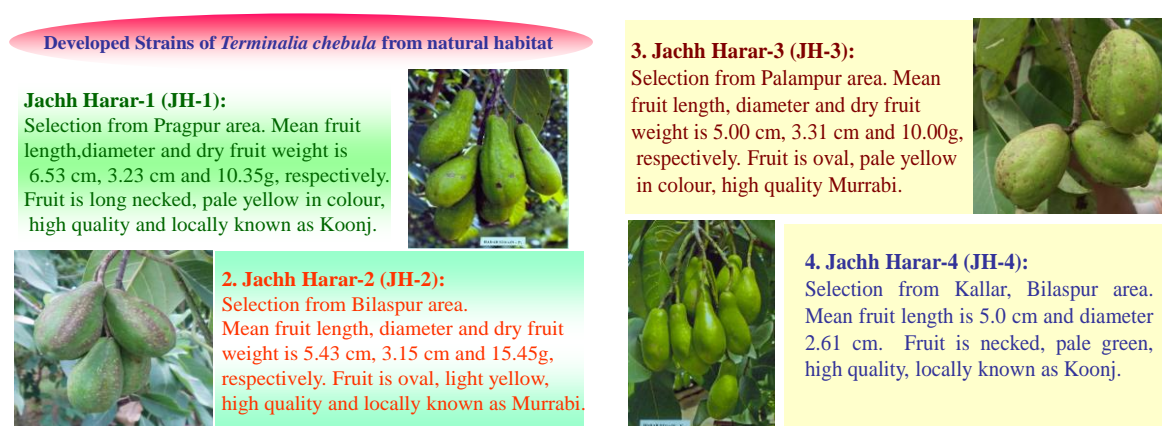 Developed Strains of Terminalia chebula from natural habitat
Jachh Harar-1 (JH-1):
Selection from Pragpur area. Mean fruit
length,diameter and dry fruit weight is
6.53 cm, 3.23 cm and 10.35g, respectively.
Fruit is long necked, pale yellow in colour,
high quality and locally known as Koonj.
2. Jachh Harar-2 (JH-2):
Selection from Bilaspur area.
Mean fruit length, diameter and dry fruit
weight is 5.43 cm, 3.15 cm and 15.45g,
respectively. Fruit is oval, light yellow,
high quality and locally known as Murrabi.
3. Jachh Harar-3 (JH-3):
Selection from Palampur area. Mean
fruit length, diameter and dry fruit
weight is 5.00 cm, 3.31 cm and 10.00g,
respectively. Fruit is oval, pale yellow
in colour, high quality Murrabi.
4. Jachh Harar-4 (JH-4):
Selection from Kallar, Bilaspur area.
Mean fruit length is 5.0 cm and diameter
2.61 cm. Fruit is necked, pale green,
high quality, locally known as Koonj.